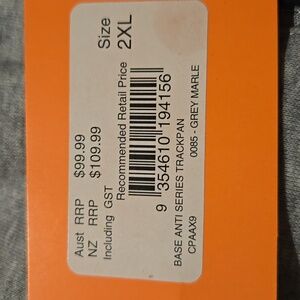 Size
2XL
Aust RRP $99.99
NZ RRP $109.99
Including GST
Recommended Retail Price
9 354610 194156
BASE ANTI SERIES TRACKPAN
CPAAX9 0085 - GREY MARLE